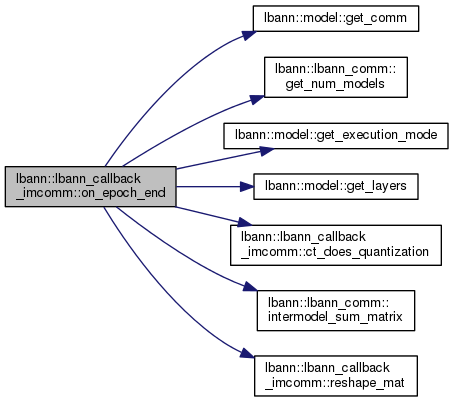 lbann::model::get_comm
lbann::lbann_comm::
get_num_models
lbann::model::get_execution_mode
lbann::lbann_callback
_imcomm::on_epoch_end
lbann::model::get_layers
lbann::lbann_callback
_imcomm::ct_does_quantization
lbann::lbann_comm::
intermodel_sum_matrix
lbann::lbann_callback
_imcomm::reshape_mat